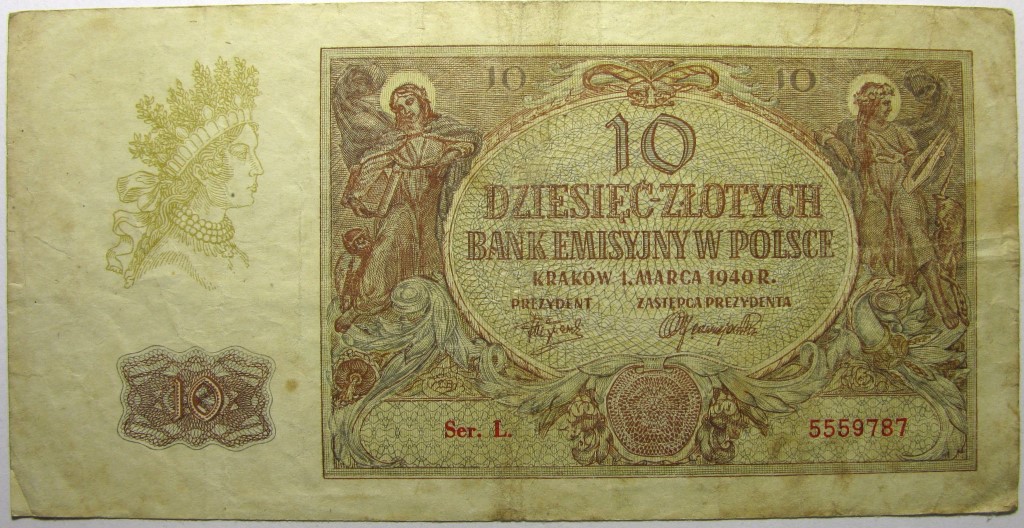 10 10
10
DZIESIĘĆ-ZŁOTYCH
BANK EMISYJNY W POLSCE
KRAKÓW 1. MARCA 1940 R.
PREZYDENT ZASTĘPCA PREZYDENTA
10
Ser. L. 5559787